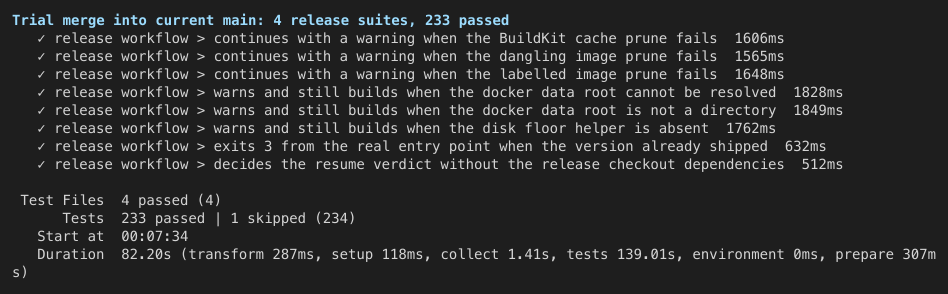 Trial merge into current main: 4 release suites, 233 passed
✓ release workflow > continues with a warning when the BuildKit cache prune fails 1606ms
✓ release workflow > continues with a warning when the dangling image prune fails 1565ms
✓ release workflow > continues with a warning when the labelled image prune fails 1648ms
✓ release workflow > warns and still builds when the docker data root cannot be resolved 1828ms
✓ release workflow > warns and still builds when the docker data root is not a directory 1849ms
✓ release workflow > warns and still builds when the disk floor helper is absent 1762ms
✓ release workflow > exits 3 from the real entry point when the version already shipped 632ms
✓ release workflow > decides the resume verdict without the release checkout dependencies 512ms
Test Files 4 passed (4)
Tests 233 passed | 1 skipped (234)
Start at 00:07:34
Duration 82.20s (transform 287ms, setup 118ms, collect 1.41s, tests 139.01s, environment 0ms, prepare 307m
s)